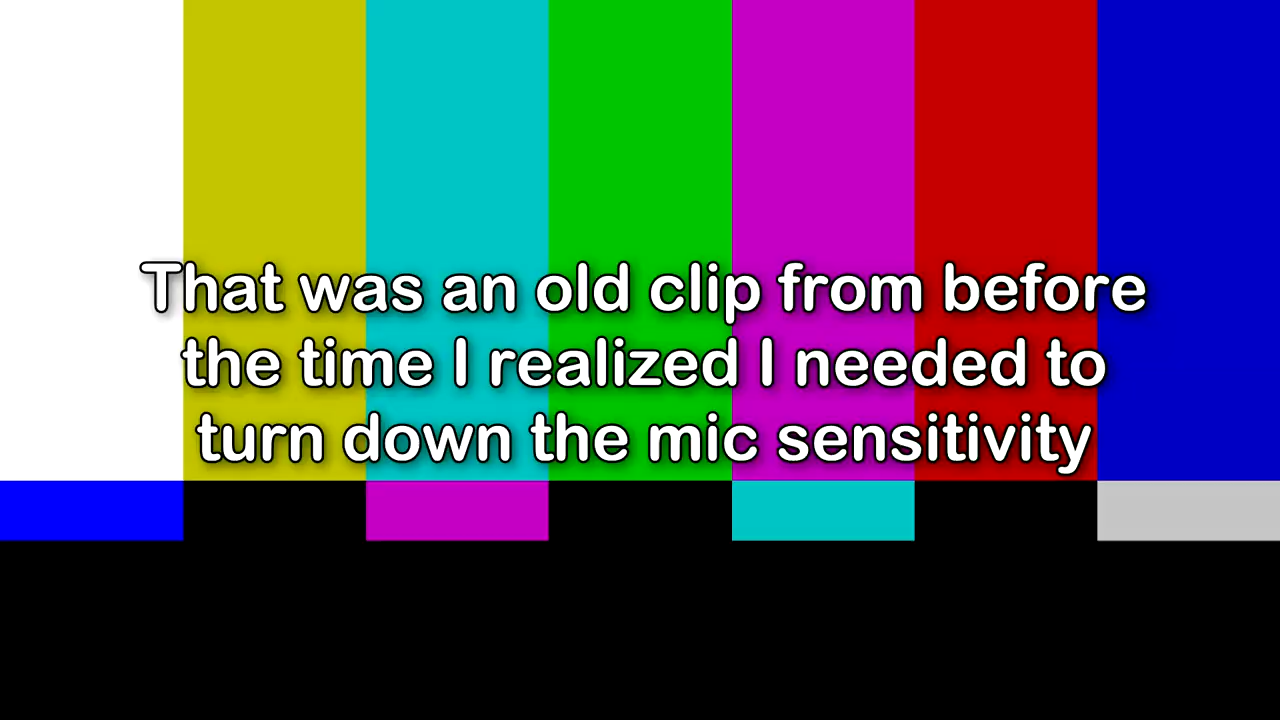 That was an old clip from before
the time I realized I needed to
turn down the mic sensitivity